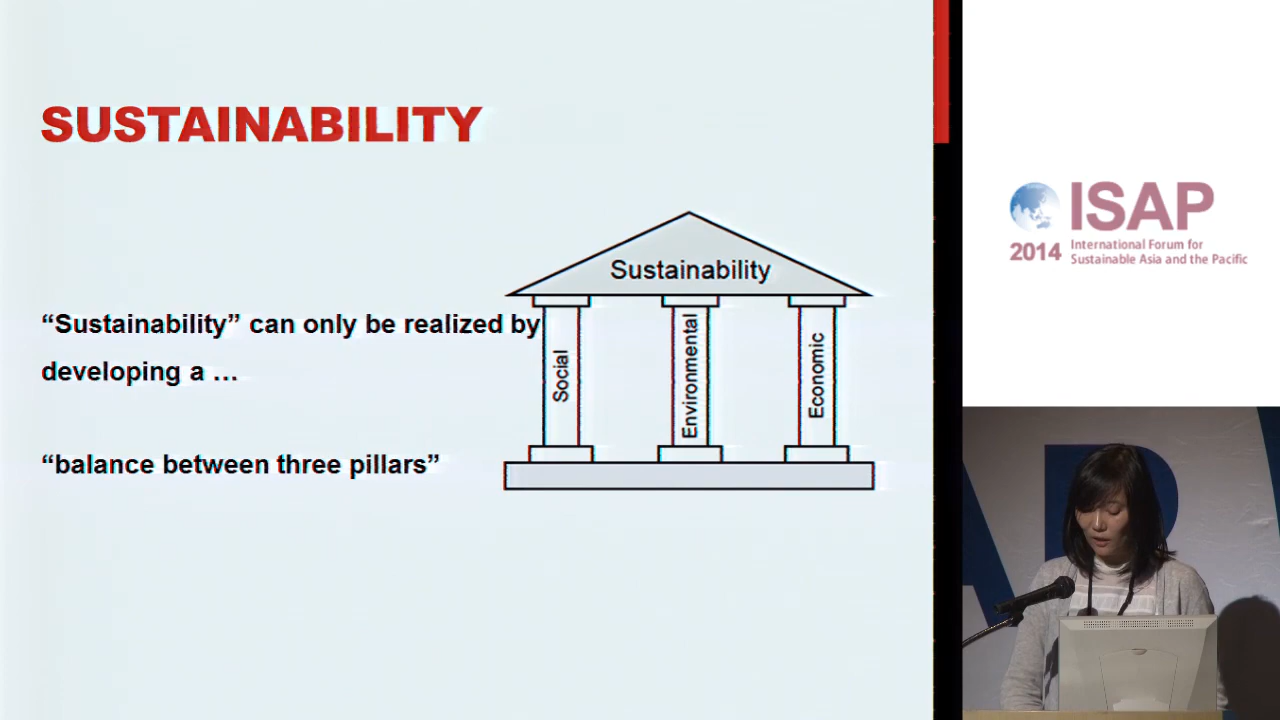 SUSTAINABILITY
Sustainability
“Sustainability” can only be realized by
developing a …
“balance between three pillars”
Social
Environmental
Economic
ISAP
2014
International Forum for
Sustainable Asia and the Pacific